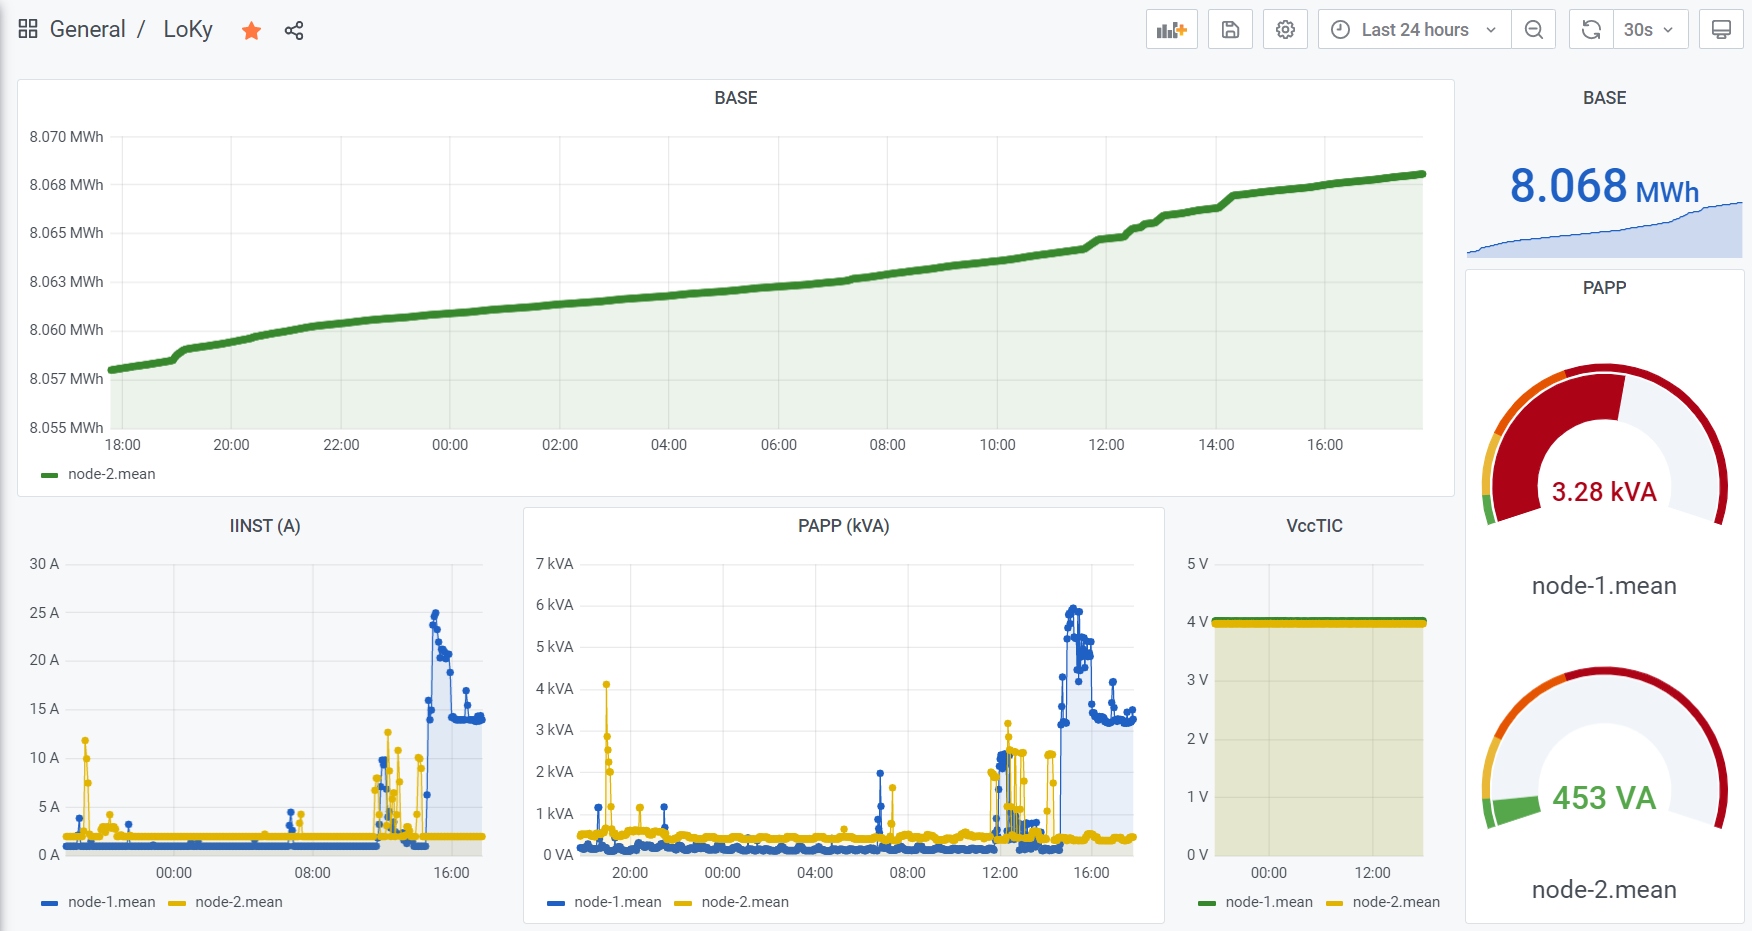 General / LoKy
Last 24 hours
30s
BASE
8.070 MWh
8.068 MWh
8.065 MWh
8.063 MWh
8.060 MWh
8.057 MWh
8.055 MWh
18:00 20:00 22:00 00:00 02:00 04:00 06:00 08:00 10:00 12:00 14:00 16:00
node-2.mean
BASE
8.068 MWh
PAPP
3.28 kVA
node-1.mean
453 VA
node-2.mean
IINST (A)
30 A
25 A
20 A
15 A
10 A
5 A
0 A
00:00 08:00 16:00
node-1.mean node-2.mean
PAPP (kVA)
7 kVA
6 kVA
5 kVA
4 kVA
3 kVA
2 kVA
1 kVA
0 VA
20:00 00:00 04:00 08:00 12:00 16:00
node-1.mean node-2.mean
VccTIC
5 V
4 V
3 V
2 V
1 V
0 V
00:00 12:00
node-1.mean node-2.mean